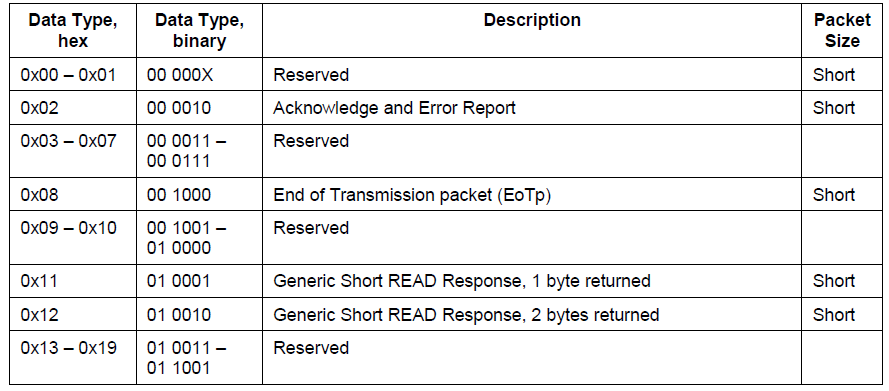 Data Type, hex Data Type, binary Description Packet Size
0x00 – 0x01 00 000X Reserved Short
0x02 00 0010 Acknowledge and Error Report Short
0x03 – 0x07 00 0011 – 00 0111 Reserved
0x08 00 1000 End of Transmission packet (EoTp) Short
0x09 – 0x10 00 1001 – 01 0000 Reserved
0x11 01 0001 Generic Short READ Response, 1 byte returned Short
0x12 01 0010 Generic Short READ Response, 2 bytes returned Short
0x13 – 0x19 01 0011 – 01 1001 Reserved